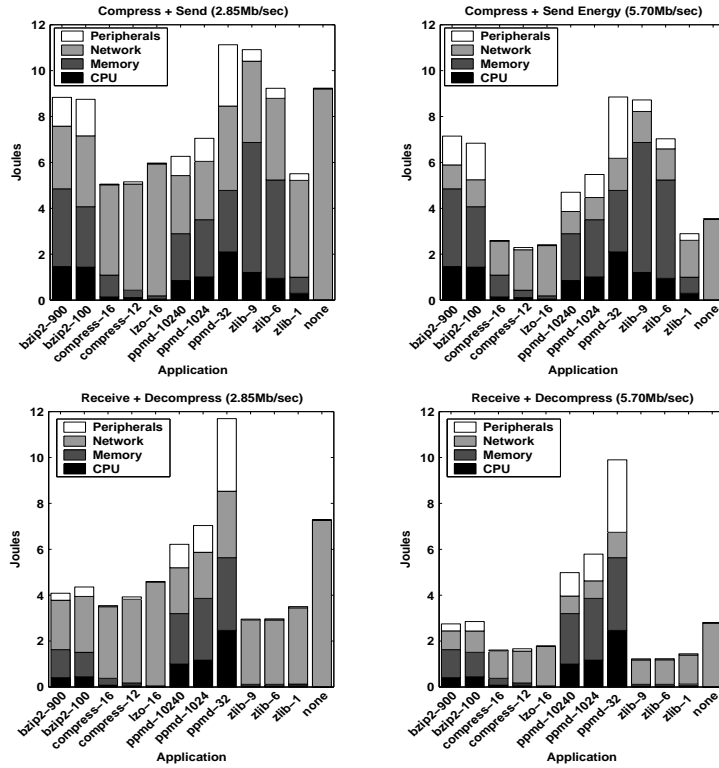 Compress + Send (2.85Mb/sec)
12
10
8
6
4
2
0
Joules
Peripherals
Network
Memory
CPU
bzip2−900
bzip2−100
compress−16
compress−12
lzo−16
ppmd−10240
ppmd−1024
ppmd−32
zlib−9
zlib−6
zlib−1
none
Application
Compress + Send Energy (5.70Mb/sec)
12
10
8
6
4
2
0
Joules
Peripherals
Network
Memory
CPU
bzip2−900
bzip2−100
compress−16
compress−12
lzo−16
ppmd−10240
ppmd−1024
ppmd−32
zlib−9
zlib−6
zlib−1
none
Application
Receive + Decompress (2.85Mb/sec)
12
10
8
6
4
2
0
Joules
Peripherals
Network
Memory
CPU
bzip2−900
bzip2−100
compress−16
compress−12
lzo−16
ppmd−10240
ppmd−1024
ppmd−32
zlib−9
zlib−6
zlib−1
none
Application
Receive + Decompress (5.70Mb/sec)
12
10
8
6
4
2
0
Joules
Peripherals
Network
Memory
CPU
bzip2−900
bzip2−100
compress−16
compress−12
lzo−16
ppmd−10240
ppmd−1024
ppmd−32
zlib−9
zlib−6
zlib−1
none
Application